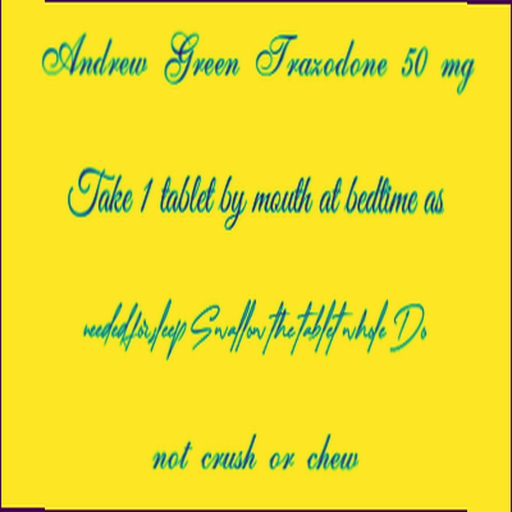 Andrew Green Trazodone 50 mg
Take 1 tablet by mouth at bedtime as
needed for sleep Swallow the tablet whole Do
not crush or chew